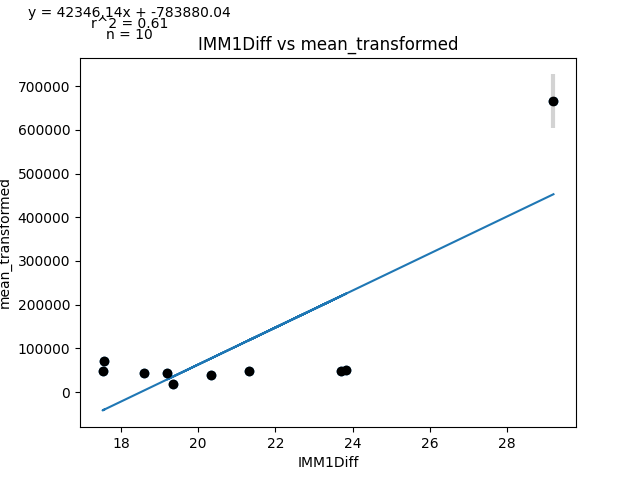 y = 42346.14x + -783880.04
r^2 = 0.61
n = 10
IMM1Diff vs mean_transformed
700000
600000
500000
400000
300000
200000
100000
0
mean_transformed
18 20 22 24 26 28
IMM1Diff